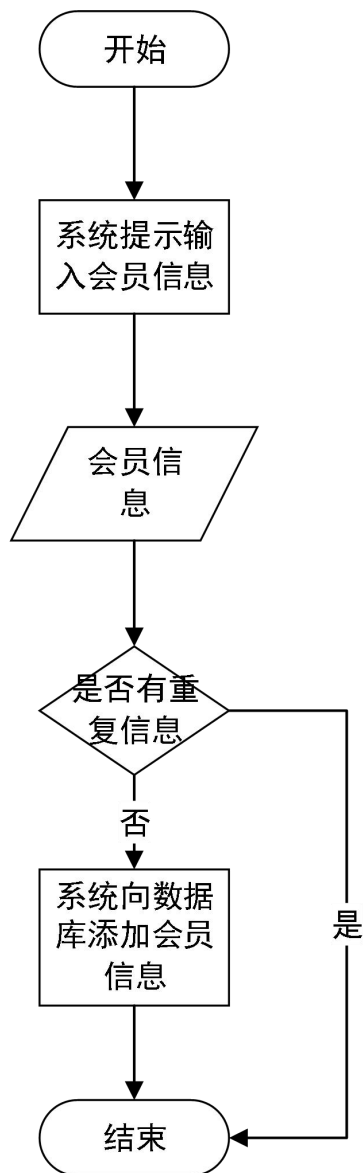 开始
系统提示输
入会员信息
会员信
息
是否有重
复信息
否
系统向数据
库添加会员
信息
是
结束